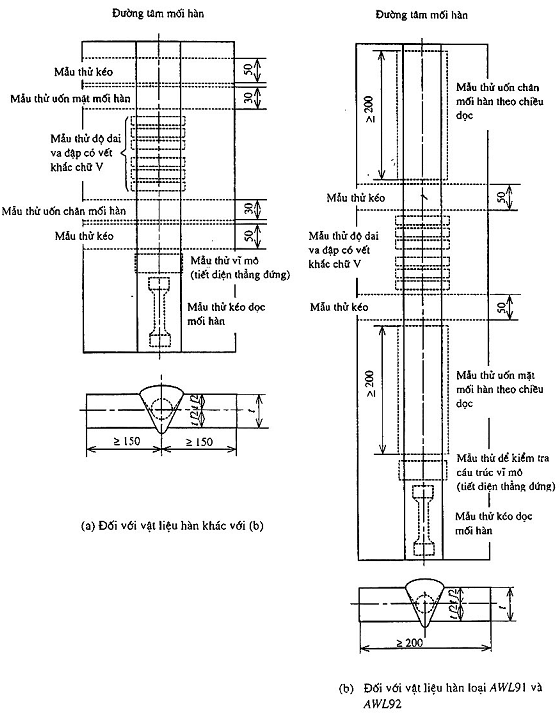 Đường tâm mối hàn
Mẫu thử kéo
50
Mẫu thử uốn mặt mối hàn
30
Mẫu thử độ dai
va đập có vết
khắc chữ V
Mẫu thử uốn chân mối hàn
30
Mẫu thử kéo
50
Mẫu thử vĩ mô
(tiết diện thẳng đứng)
Mẫu thử kéo dọc
mối hàn
t/2
t/2
t
≥ 150
≥ 150
(a) Đối với vật liệu hàn khác với (b)
Đường tâm mối hàn
≥ 200
Mẫu thử uốn chân
mối hàn theo chiều
dọc
Mẫu thử kéo
50
Mẫu thử độ dai
va đập có vết
khắc chữ V
Mẫu thử kéo
50
≥ 200
Mẫu thử uốn mặt
mối hàn theo chiều
dọc
Mẫu thử để kiểm tra
cấu trúc vĩ mô
(tiết diện thẳng đứng)
Mẫu thử kéo dọc
mối hàn
t/2
t/2
t
≥ 200
(b) Đối với vật liệu hàn loại AWL91 và
AWL92